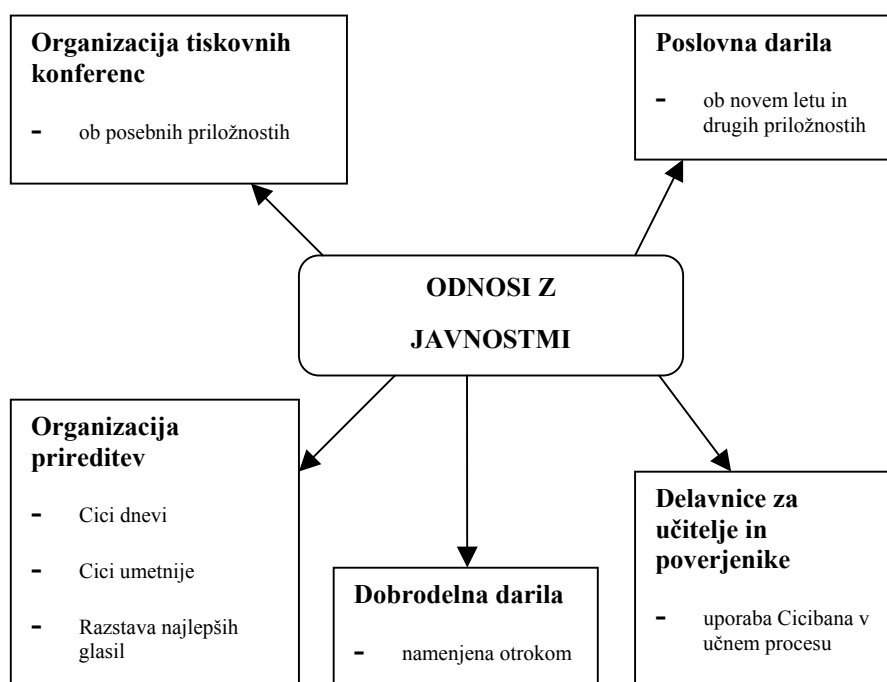 Organizacija tiskovnih
konferenc
- ob posebnih priložnostih
Poslovna darila
- ob novem letu in
drugih priložnostih
ODNOSI Z
JAVNOSTMI
Organizacija
prireditev
- Cici dnevi
- Cici umetnije
- Razstava najlepših
glasil
Dobrodelna darila
- namenjena otrokom
Delavnice za
učitelje in
poverjenike
- uporaba Cicibana v
učnem procesu